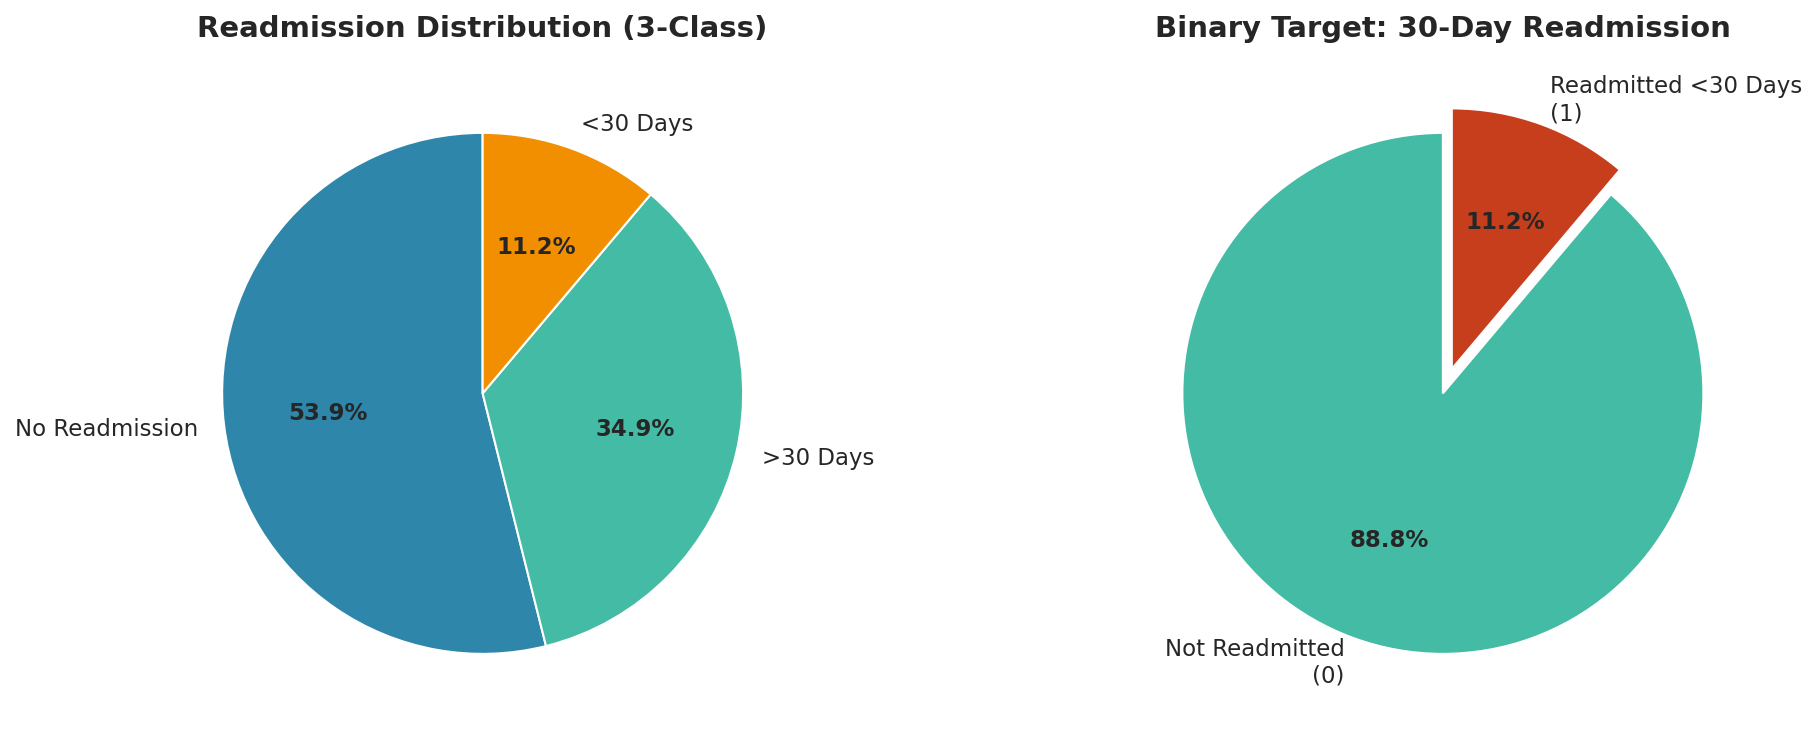 Readmission Distribution (3-Class)
<30 Days
11.2%
53.9%
34.9%
No Readmission
>30 Days
Binary Target: 30-Day Readmission
Readmitted <30 Days
(1)
11.2%
88.8%
Not Readmitted
(0)